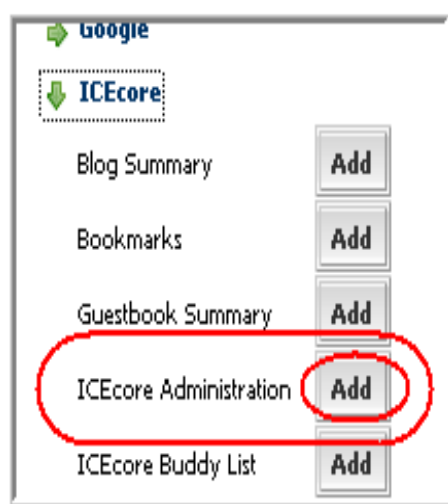 Google
ICEcore
Blog Summary Add
Bookmarks Add
Guestbook Summary Add
ICEcore Administration Add
ICEcore Buddy List Add